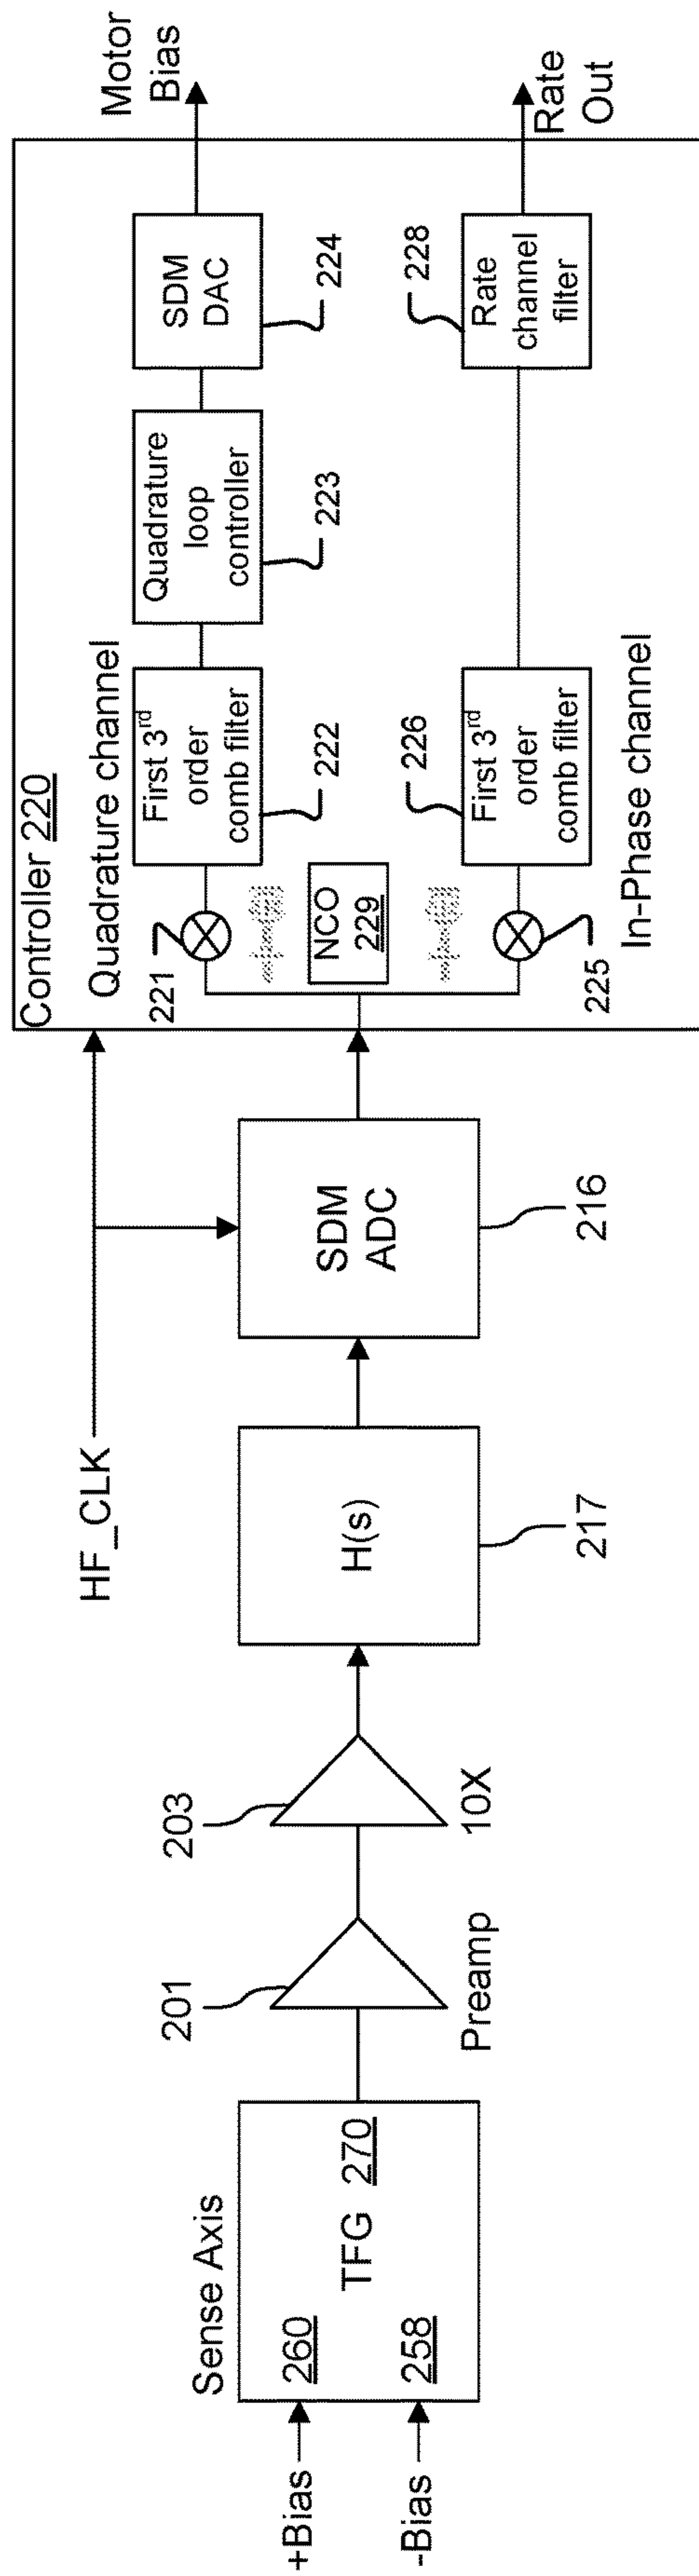 Sense Axis
+Bias
-Bias
260
258
TFG 270
201
Preamp
203
10X
H(s)
217
HF_CLK
SDM
ADC
216
Controller 220
Quadrature channel
221
First 3rd
order
comb filter
222
Quadrature
loop
controller
223
SDM
DAC
224
Motor
Bias
NCO
229
225
First 3rd
order
comb filter
226
In-Phase channel
Rate
channel
filter
228
Rate
Out